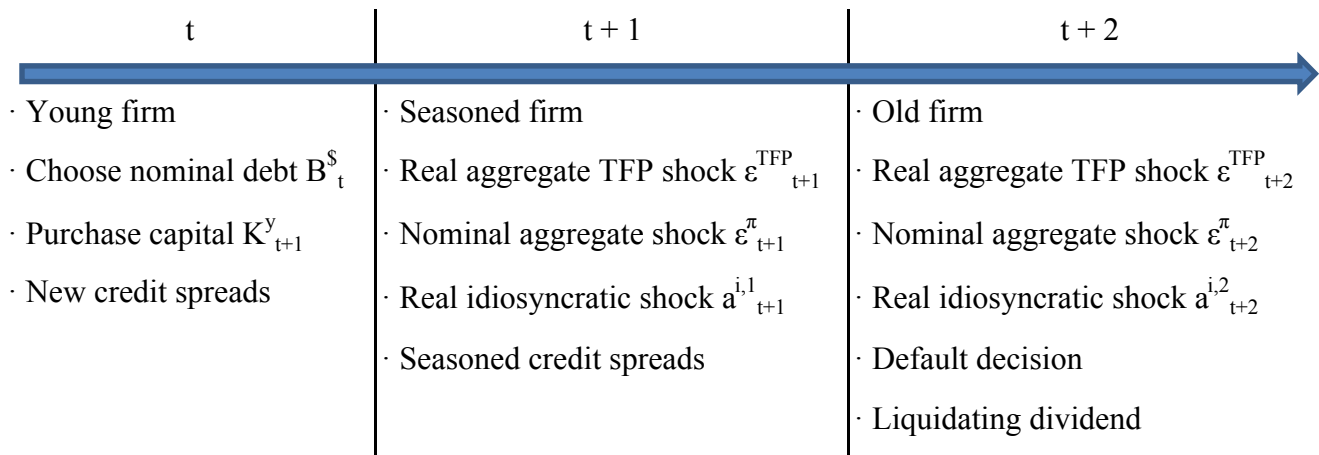 t
t + 1
t + 2
· Young firm
· Choose nominal debt B$t
· Purchase capital Kyt+1
· New credit spreads
· Seasoned firm
· Real aggregate TFP shock εTFPt+1
· Nominal aggregate shock επt+1
· Real idiosyncratic shock ai,1t+1
· Seasoned credit spreads
· Old firm
· Real aggregate TFP shock εTFPt+2
· Nominal aggregate shock επt+2
· Real idiosyncratic shock ai,2t+2
· Default decision
· Liquidating dividend